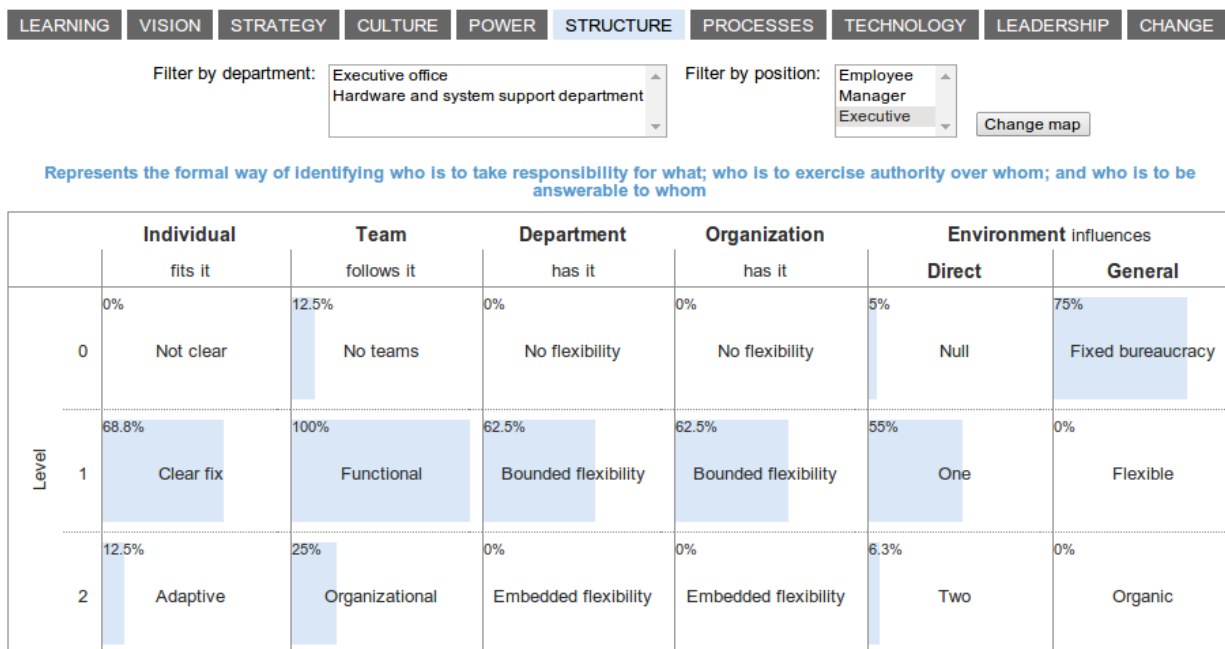 LEARNING VISION STRATEGY CULTURE POWER STRUCTURE PROCESSES TECHNOLOGY LEADERSHIP CHANGE
Filter by department: Executive office Filter by position: Employee
Hardware and system support department Manager
Executive Change map
Represents the formal way of identifying who is to take responsibility for what; who is to exercise authority over whom; and who is to be
answerable to whom
Individual Team Department Organization Environment influences
fits it follows it has it has it Direct General
0% 12.5% 0% 0% 5% 75%
0 Not clear No teams No flexibility No flexibility Null Fixed bureaucracy
68.8% 100% 62.5% 62.5% 55% 0%
Level 1 Clear fix Functional Bounded flexibility Bounded flexibility One Flexible
12.5% 25% 0% 0% 6.3% 0%
2 Adaptive Organizational Embedded flexibility Embedded flexibility Two Organic